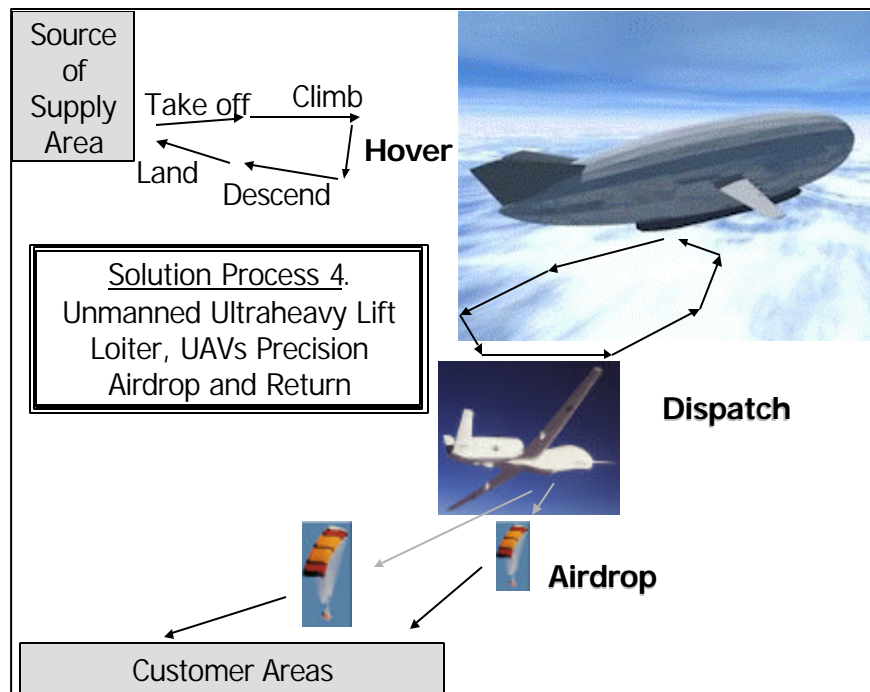 Source
of
Supply
Area
Take off
Climb
Hover
Land
Descend
Solution Process 4.
Unmanned Ultraheavy Lift
Loiter, UAVs Precision
Airdrop and Return
Dispatch
Airdrop
Customer Areas